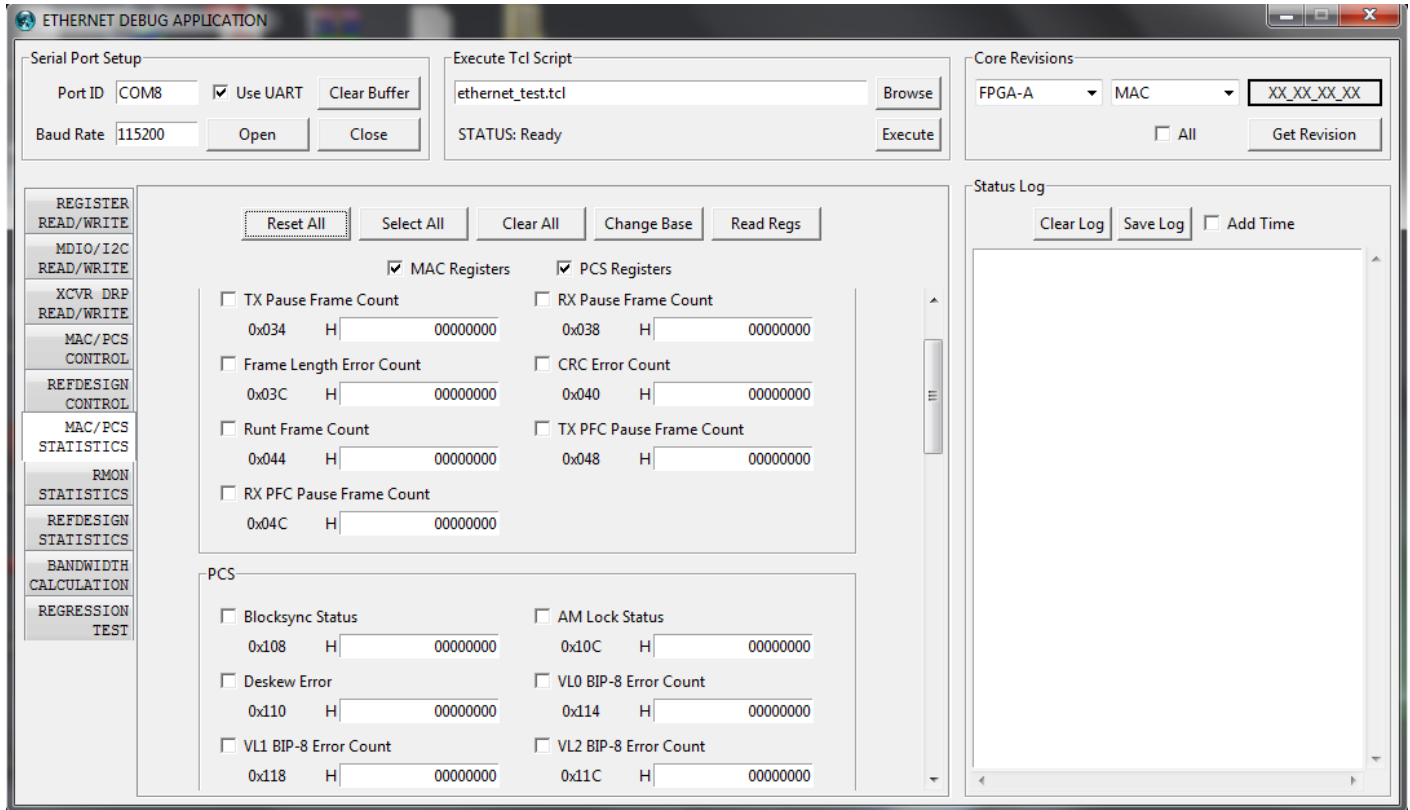 ETHERNET DEBUG APPLICATION
Serial Port Setup
Port ID COM8 Use UART Clear Buffer
Baud Rate 115200 Open Close
Execute Tcl Script
ethernet_test.tcl Browse
STATUS: Ready Execute
Core Revisions
FPGA-A MAC XX_XX_XX_XX
All Get Revision
REGISTER
READ/WRITE
MDIO/I2C
READ/WRITE
XCVR DRP
READ/WRITE
MAC/PCS
CONTROL
REFDESIGN
CONTROL
MAC/PCS
STATISTICS
RMON
STATISTICS
REFDESIGN
STATISTICS
BANDWIDTH
CALCULATION
REGRESSION
TEST
Reset All Select All Clear All Change Base Read Regs
MAC Registers PCS Registers
TX Pause Frame Count RX Pause Frame Count
0x034 H 00000000 0x038 H 00000000
Frame Length Error Count CRC Error Count
0x03C H 00000000 0x040 H 00000000
Runt Frame Count TX PFC Pause Frame Count
0x044 H 00000000 0x048 H 00000000
RX PFC Pause Frame Count
0x04C H 00000000
PCS
Blocksync Status AM Lock Status
0x108 H 00000000 0x10C H 00000000
Deskew Error VL0 BIP-8 Error Count
0x110 H 00000000 0x114 H 00000000
VL1 BIP-8 Error Count VL2 BIP-8 Error Count
0x118 H 00000000 0x11C H 00000000
Status Log
Clear Log Save Log Add Time